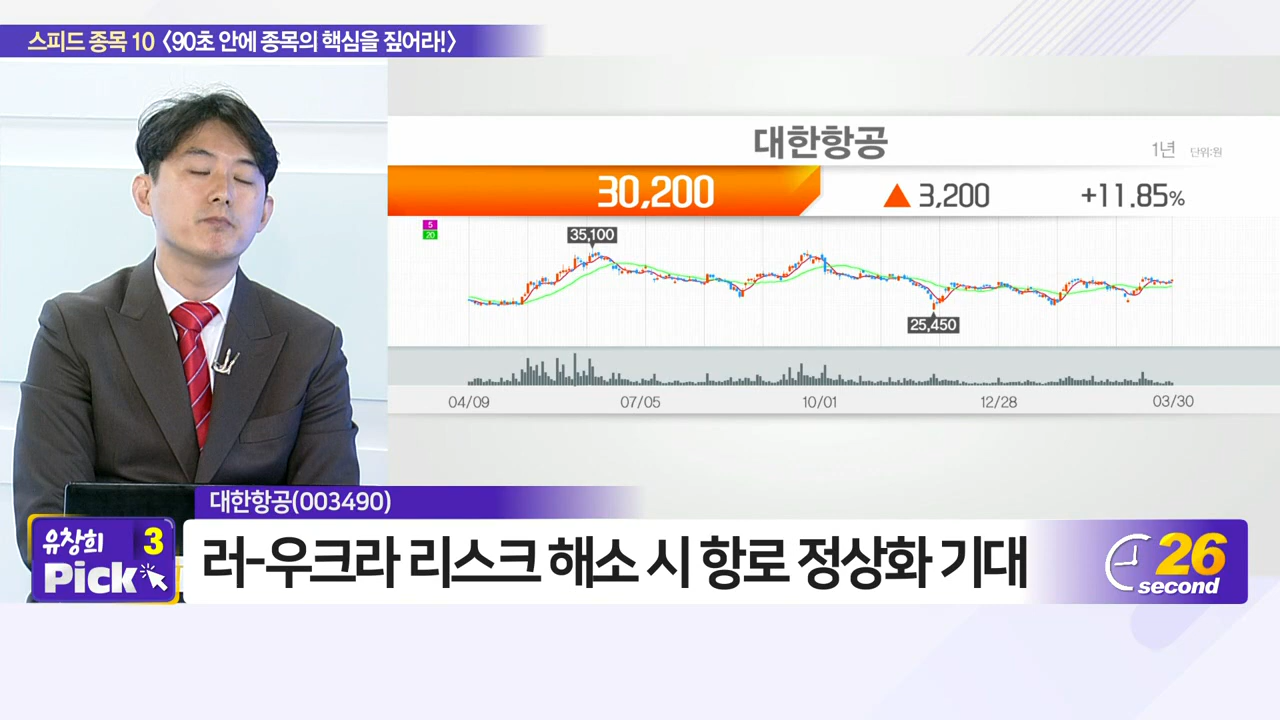 스피드 종목 10 <90초 안에 종목의 핵심을 짚어라!>
대한항공
1년 단위:원
30,200 ▲ 3,200 +11.85%
5
20
35,100
25,450
04/09 07/05 10/01 12/28 03/30
대한항공(003490)
유창희 3
Pick
러-우크라 리스크 해소 시 항로 정상화 기대
26
second